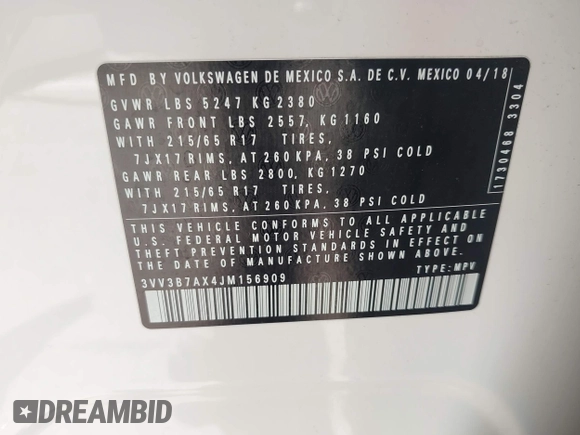 MFD BY VOLKSWAGEN DE MEXICO S.A. DE C.V. MEXICO 04/18
GVWR LBS 5247 KG 2380
GAWR FRONT LBS 2557, KG 1160
WITH 215/65 R17 TIRES,
7JX17 RIMS, AT 260 KPA, 38 PSI COLD
GAWR REAR LBS 2800, KG 1270
WITH 215/65 R17 TIRES,
7JX17 RIMS, AT 260 KPA, 38 PSI COLD
THIS VEHICLE CONFORMS TO ALL APPLICABLE
U.S. FEDERAL MOTOR VEHICLE SAFETY AND
THEFT PREVENTION STANDARDS IN EFFECT ON
THE DATE OF MANUFACTURE SHOWN ABOVE.
3VV3B7AX4JM156909 TYPE: MPV
1730468 3304
DREAMBID